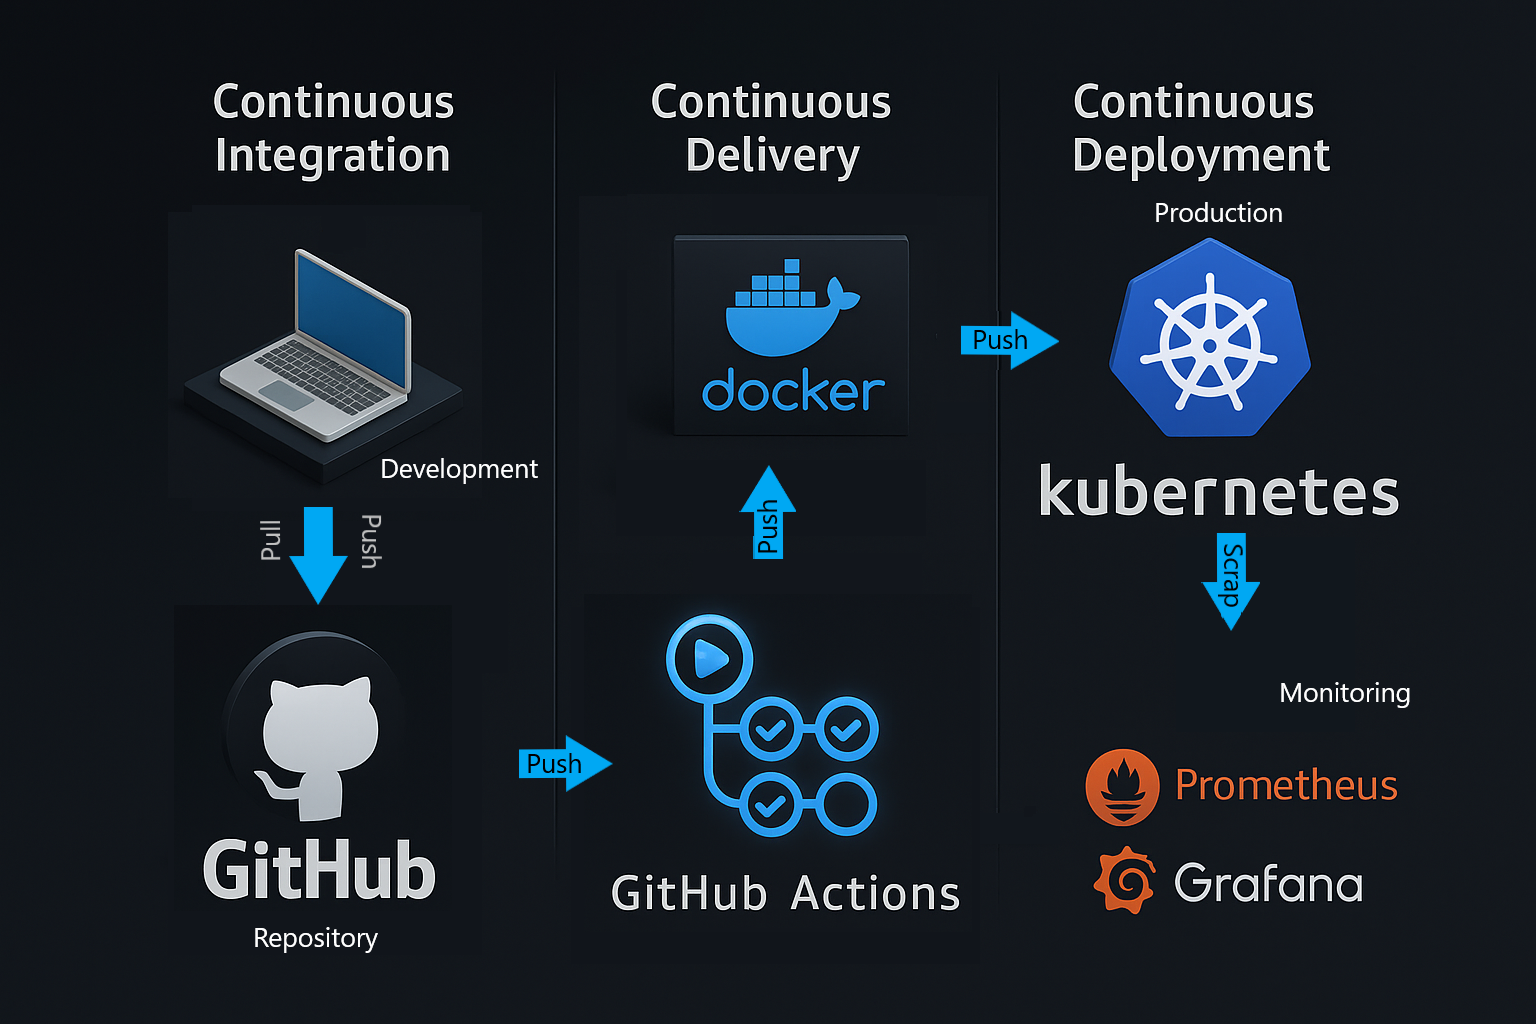 Continuous
Integration
Development
Pull
Push
GitHub
Repository
Push
Continuous
Delivery
docker
Push
GitHub Actions
Push
Continuous
Deployment
Production
kubernetes
Scrap
Monitoring
Prometheus
Grafana